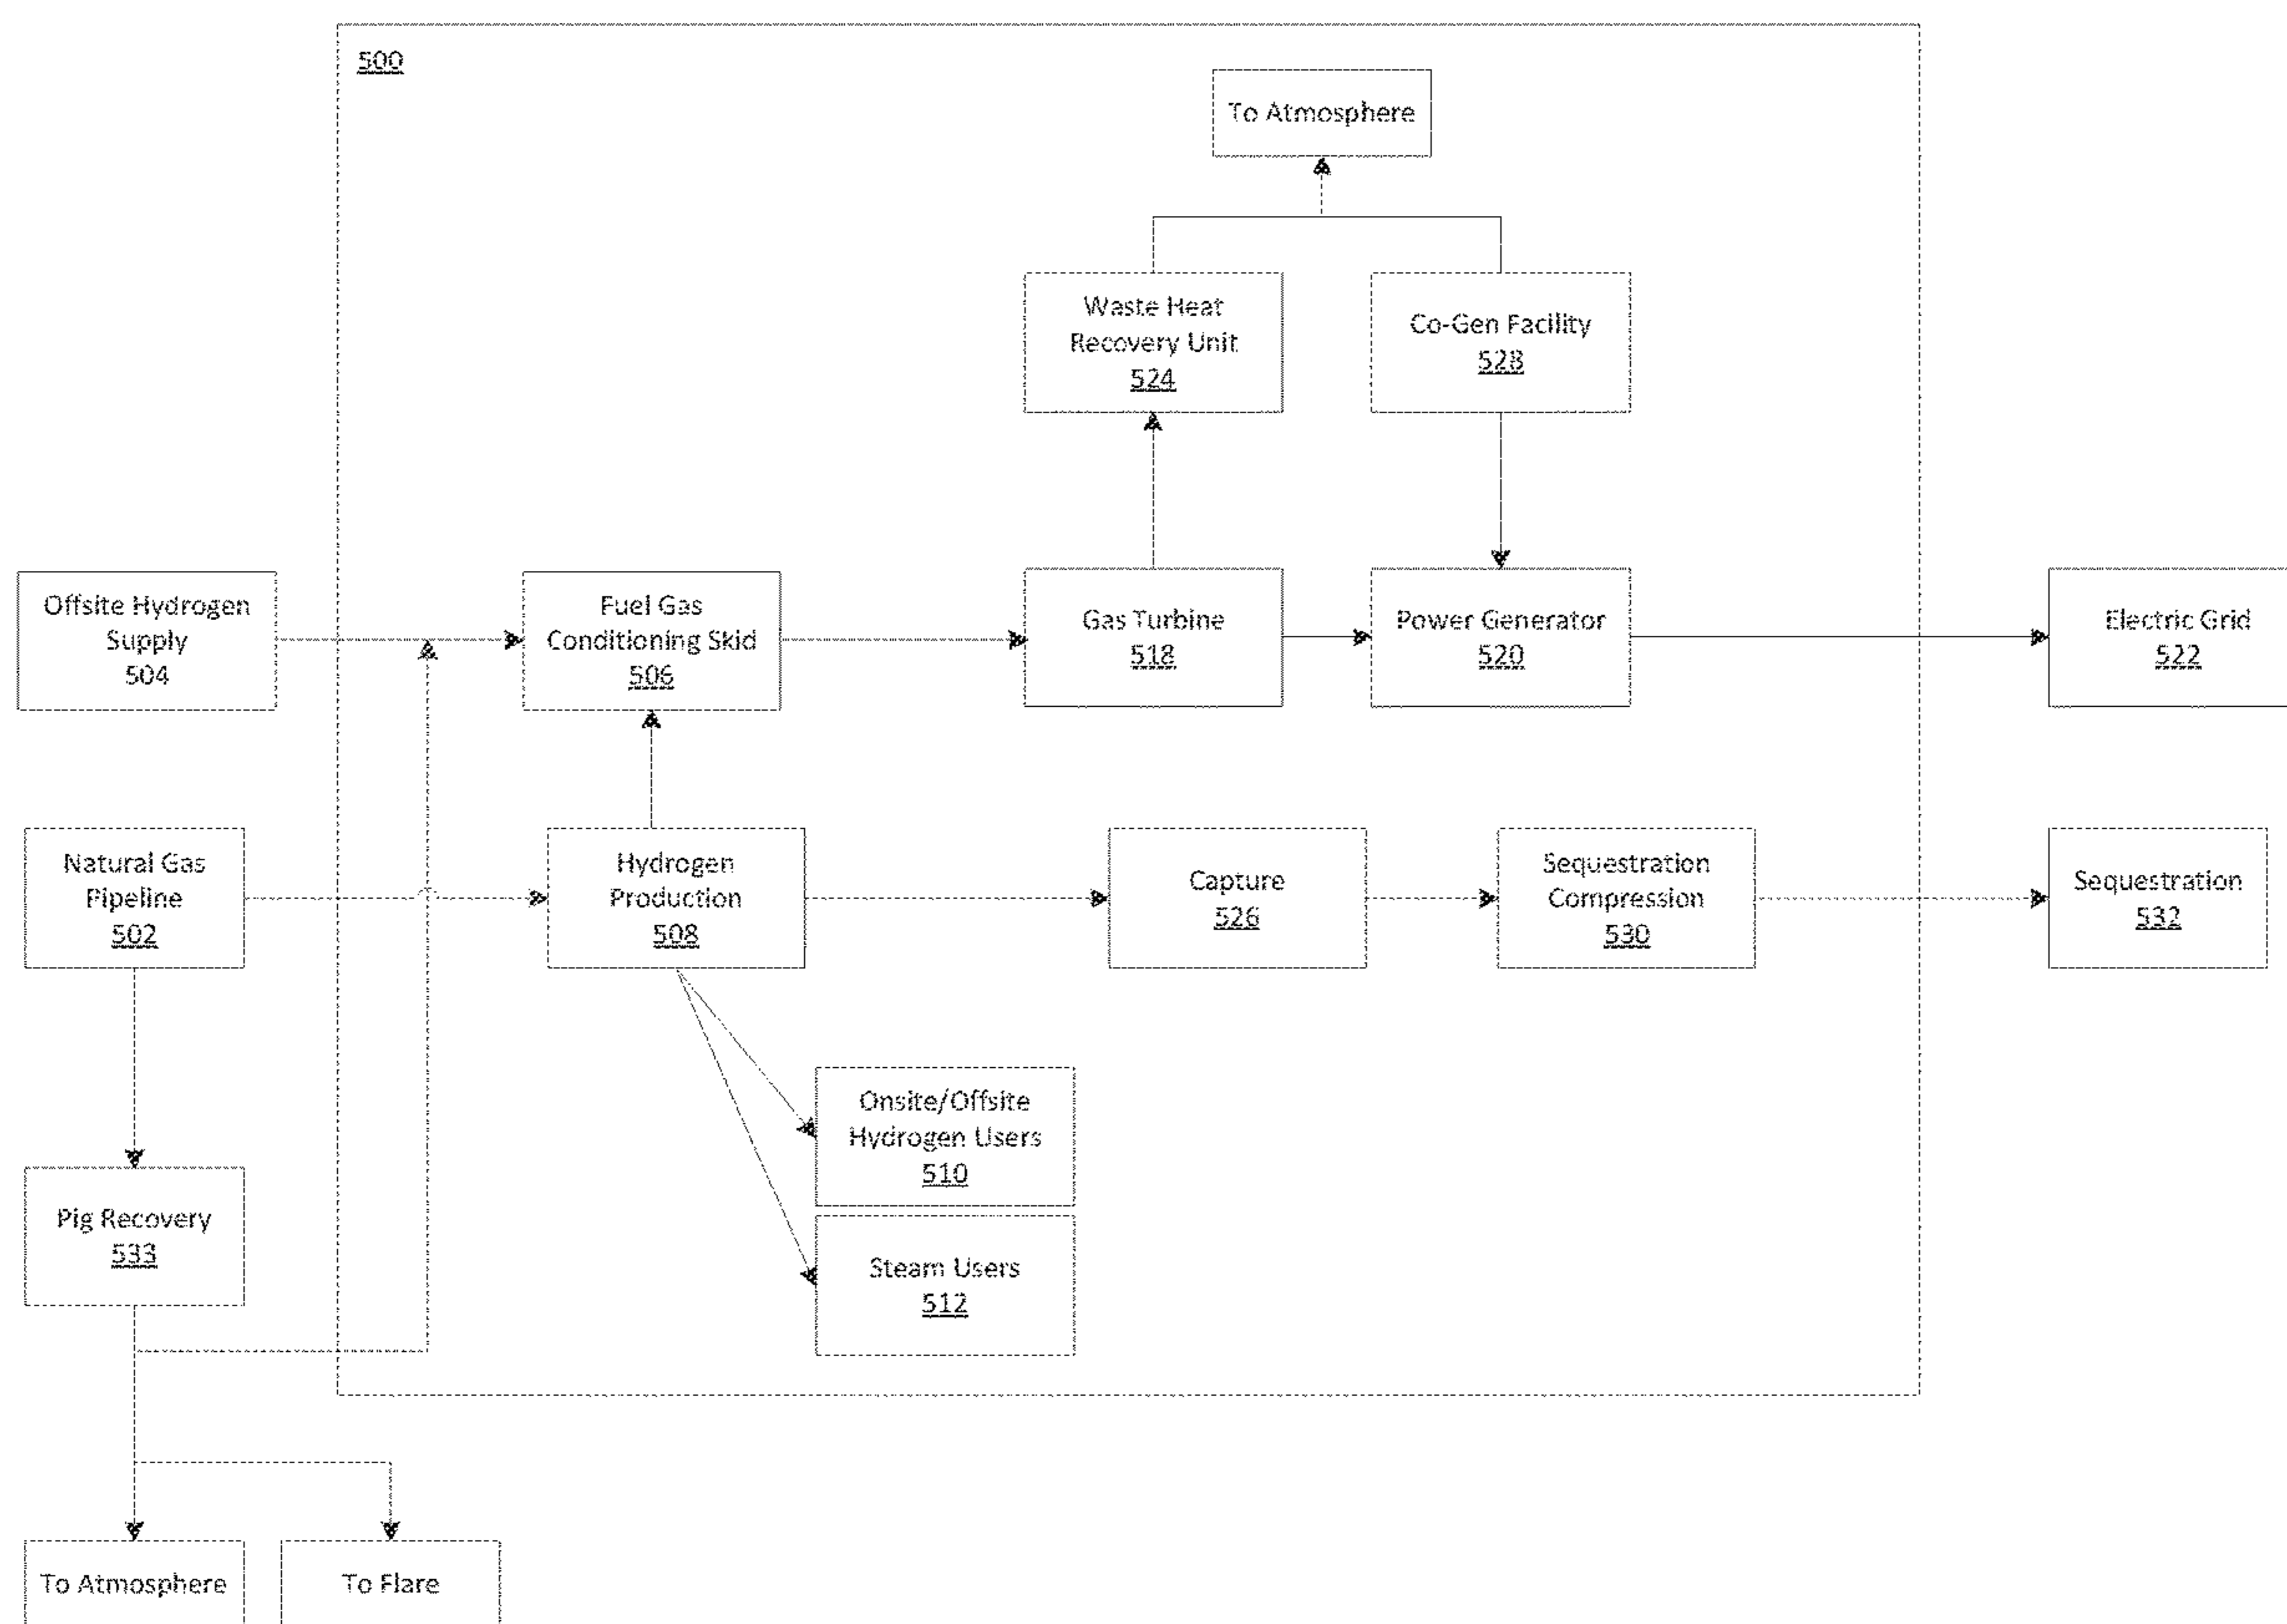 500
To Atmosphere
Waste Heat
Recovery Unit
524
Co-Gen Facility
528
Offsite Hydrogen
Supply
504
Fuel Gas
Conditioning Skid
506
Gas Turbine
518
Power Generator
520
Electric Grid
522
Natural Gas
Pipeline
502
Hydrogen
Production
508
Capture
526
Sequestration
Compression
530
Sequestration
532
Onsite/Offsite
Hydrogen Users
510
Pig Recovery
533
Steam Users
512
To Atmosphere
To Flare